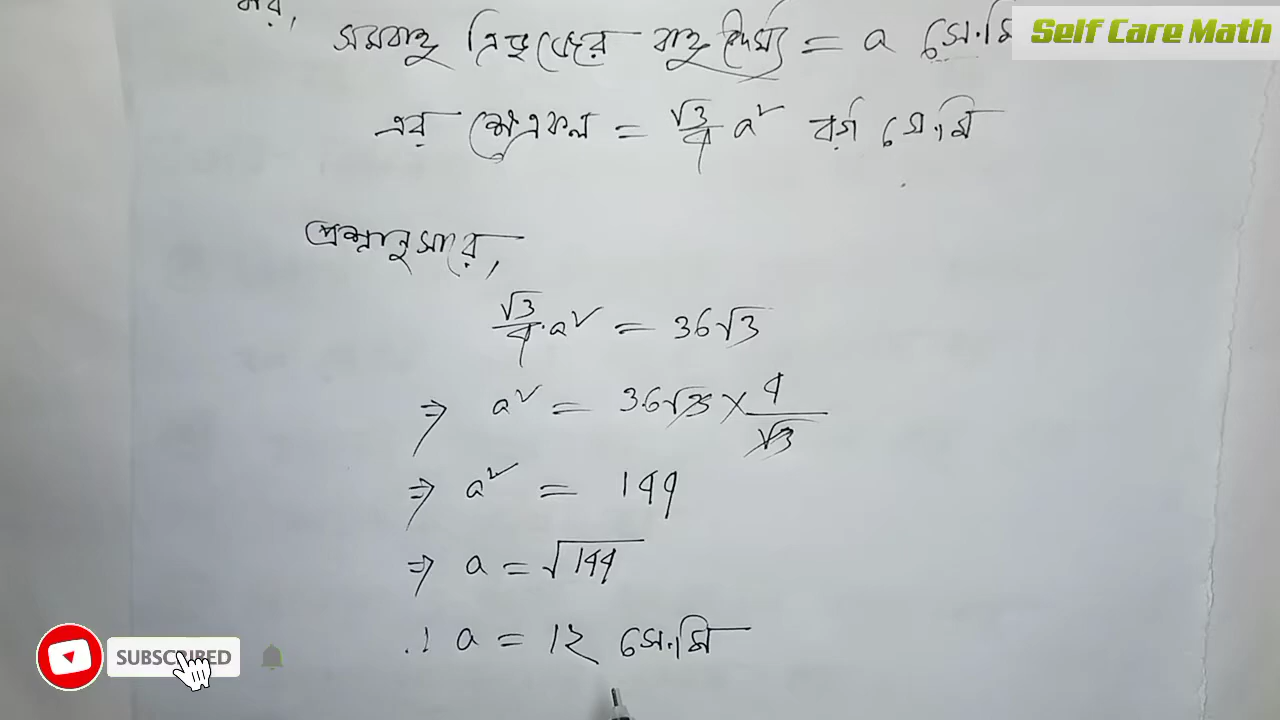 ধর,
Self Care Math
সমবাহু ত্রিভুজের বাহু দৈর্ঘ্য = a সে.মি
এর ক্ষেত্রফল = √3/4 a² বর্গ সে.মি
প্রশ্নানুসারে,
√3/4 . a² = 36√3
⇒ a² = 36√3 × 4/√3
⇒ a² = 144
⇒ a = √144
∴ a = 12 সে.মি
SUBSCRIBED